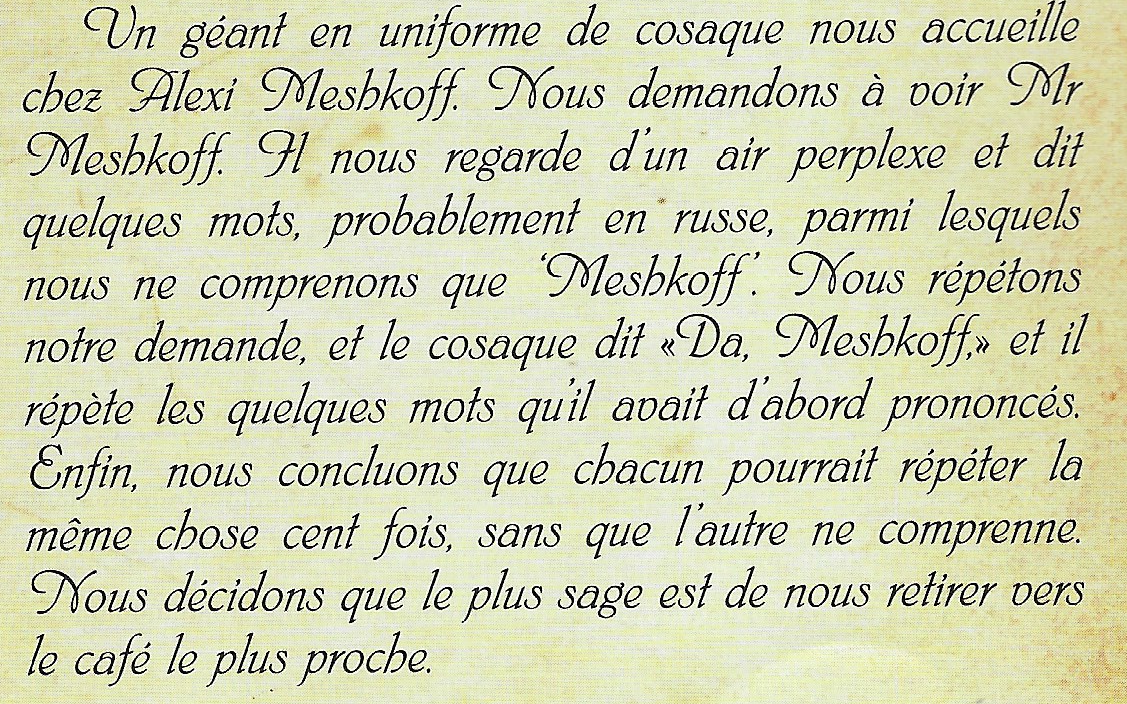 Un géant en uniforme de cosaque nous accueille
chez Alexi Meshkoff. Nous demandons à voir Mr
Meshkoff. Il nous regarde d'un air perplexe et dit
quelques mots, probablement en russe, parmi lesquels
nous ne comprenons que ‘Meshkoff’. Nous répétons
notre demande, et le cosaque dit «Da, Meshkoff,» et il
répète les quelques mots qu'il avait d'abord prononcés.
Enfin, nous concluons que chacun pourrait répéter la
même chose cent fois, sans que l'autre ne comprenne.
Nous décidons que le plus sage est de nous retirer vers
le café le plus proche.